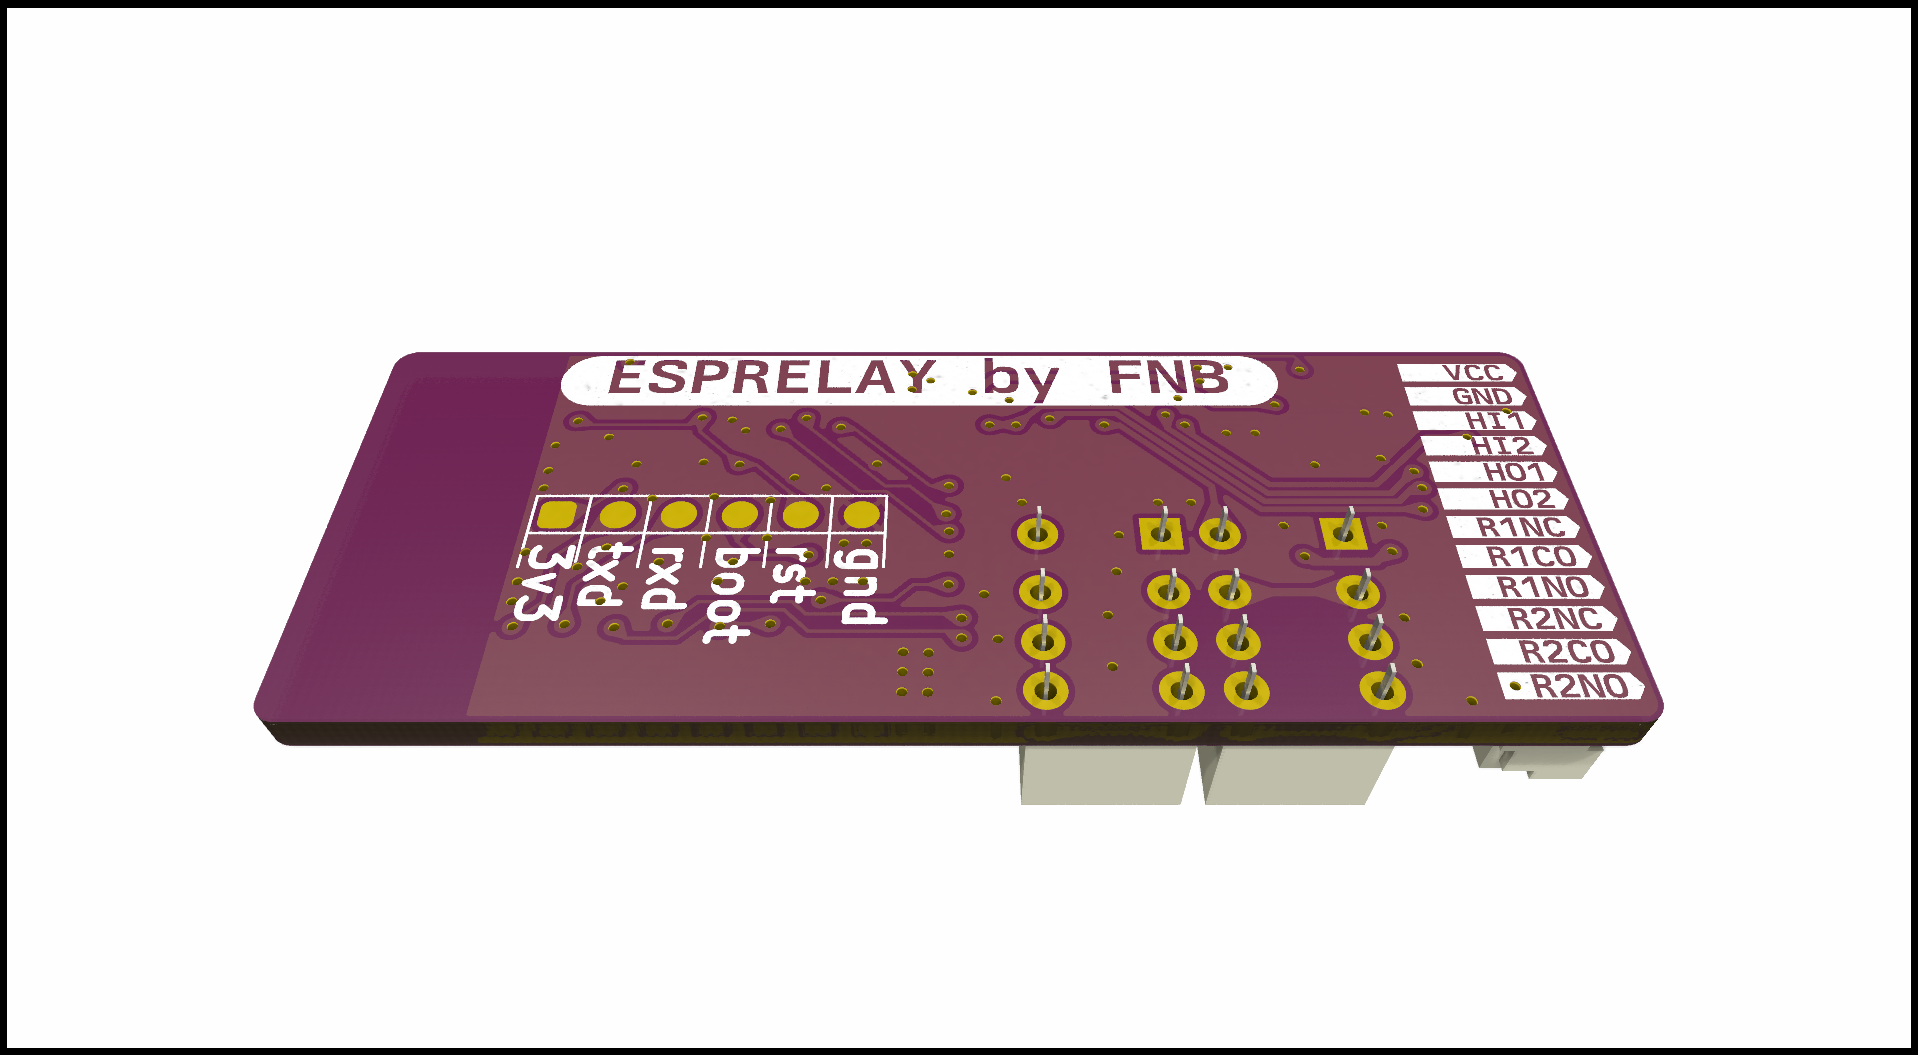 ESPRELAY by FNB
VCC
GND
HI1
HI2
HO1
HO2
R1NC
R1CO
R1NO
R2NC
R2CO
R2NO
3v3
txd
rxd
boot
rst
gnd